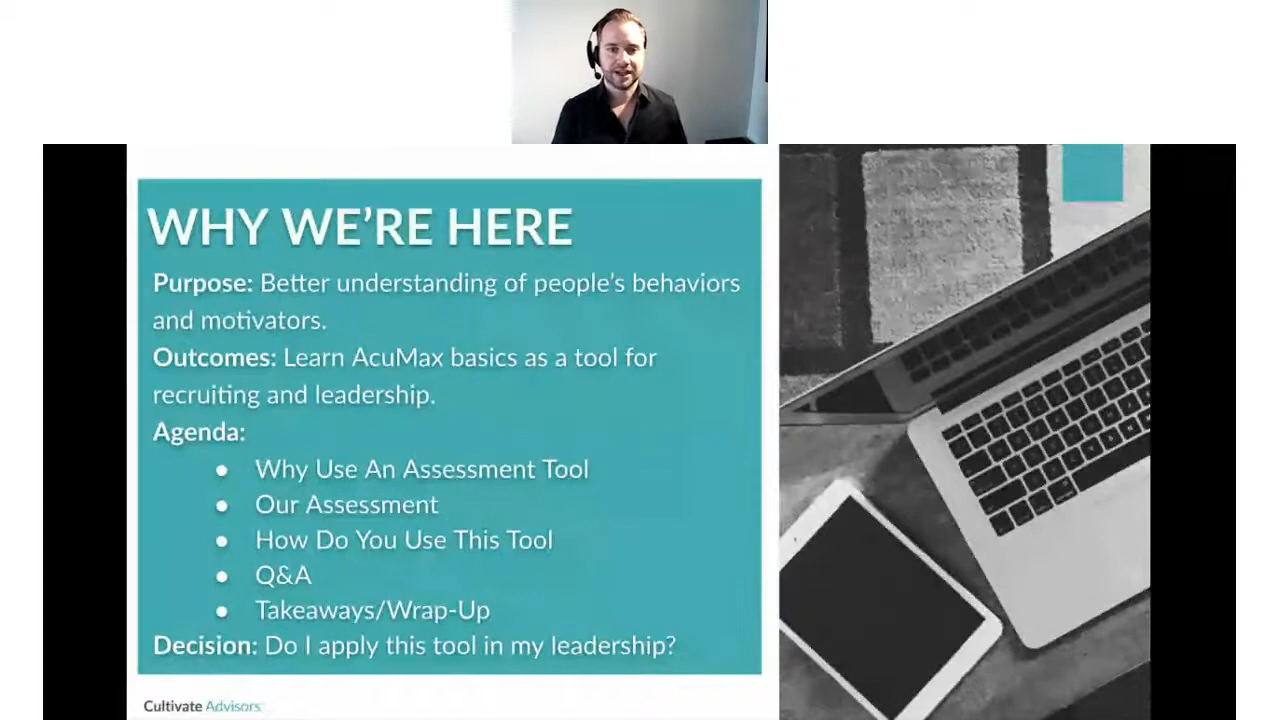 WHY WE'RE HERE
Purpose: Better understanding of people's behaviors
and motivators.
Outcomes: Learn AcuMax basics as a tool for
recruiting and leadership.
Agenda:
● Why Use An Assessment Tool
● Our Assessment
● How Do You Use This Tool
● Q&A
● Takeaways/Wrap-Up
Decision: Do I apply this tool in my leadership?
Cultivate Advisors